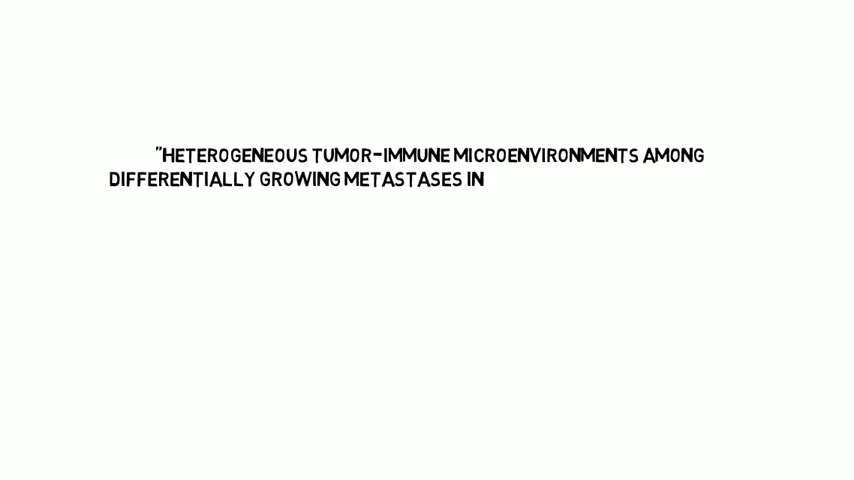 "HETEROGENEOUS TUMOR-IMMUNE MICROENVIRONMENTS AMONG
DIFFERENTIALLY GROWING METASTASES IN